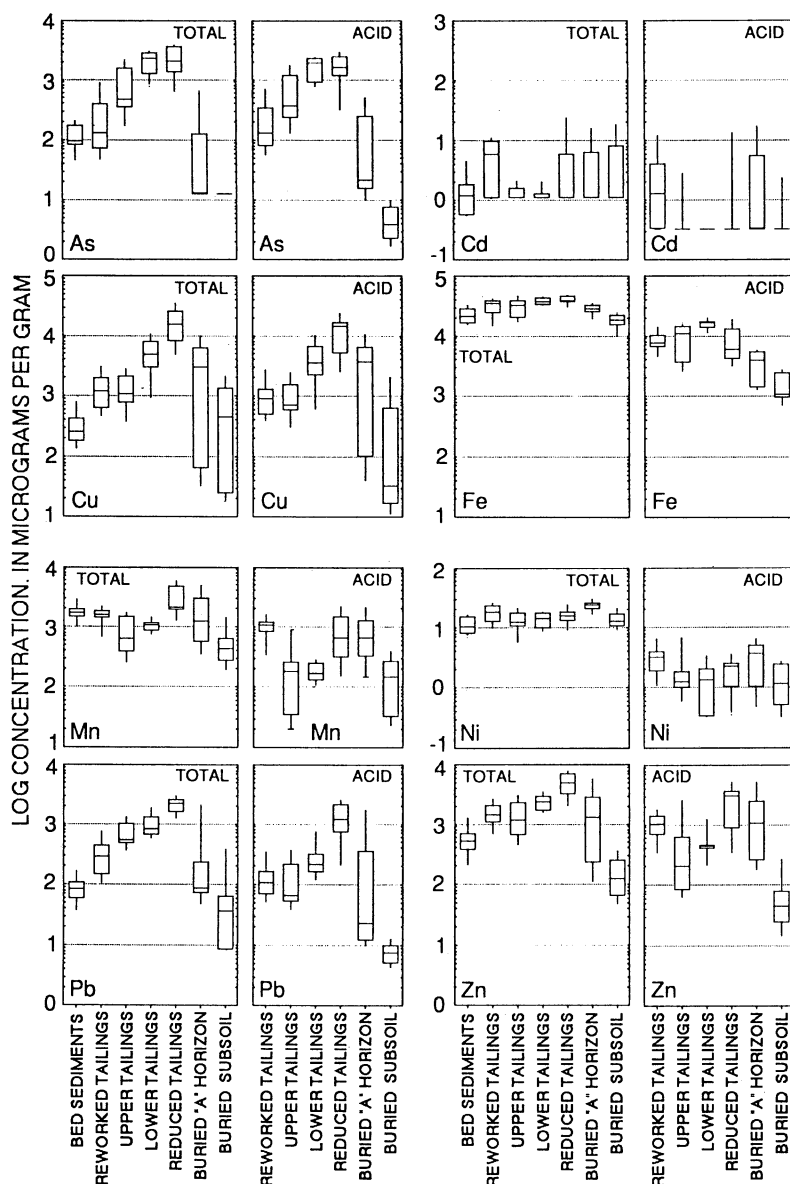 LOG CONCENTRATION. IN MICROGRAMS PER GRAM
4
3
2
1
0
TOTAL
As
ACID
As
3
2
1
0
-1
TOTAL
Cd
ACID
Cd
5
4
3
2
1
TOTAL
Cu
ACID
Cu
5
4
3
2
1
TOTAL
Fe
ACID
Fe
4
3
2
1
TOTAL
Mn
ACID
Mn
2
1
0
-1
TOTAL
Ni
ACID
Ni
4
3
2
1
0
TOTAL
Pb
ACID
Pb
4
3
2
1
0
TOTAL
Zn
ACID
Zn
BED SEDIMENTS
REWORKED TAILINGS
UPPER TAILINGS
LOWER TAILINGS
REDUCED TAILINGS
BURIED "A" HORIZON
BURIED SUBSOIL
REWORKED TAILINGS
UPPER TAILINGS
LOWER TAILINGS
REDUCED TAILINGS
BURIED "A" HORIZON
BURIED SUBSOIL
BED SEDIMENTS
REWORKED TAILINGS
UPPER TAILINGS
LOWER TAILINGS
REDUCED TAILINGS
BURIED "A" HORIZON
BURIED SUBSOIL
REWORKED TAILINGS
UPPER TAILINGS
LOWER TAILINGS
REDUCED TAILINGS
BURIED "A" HORIZON
BURIED SUBSOIL